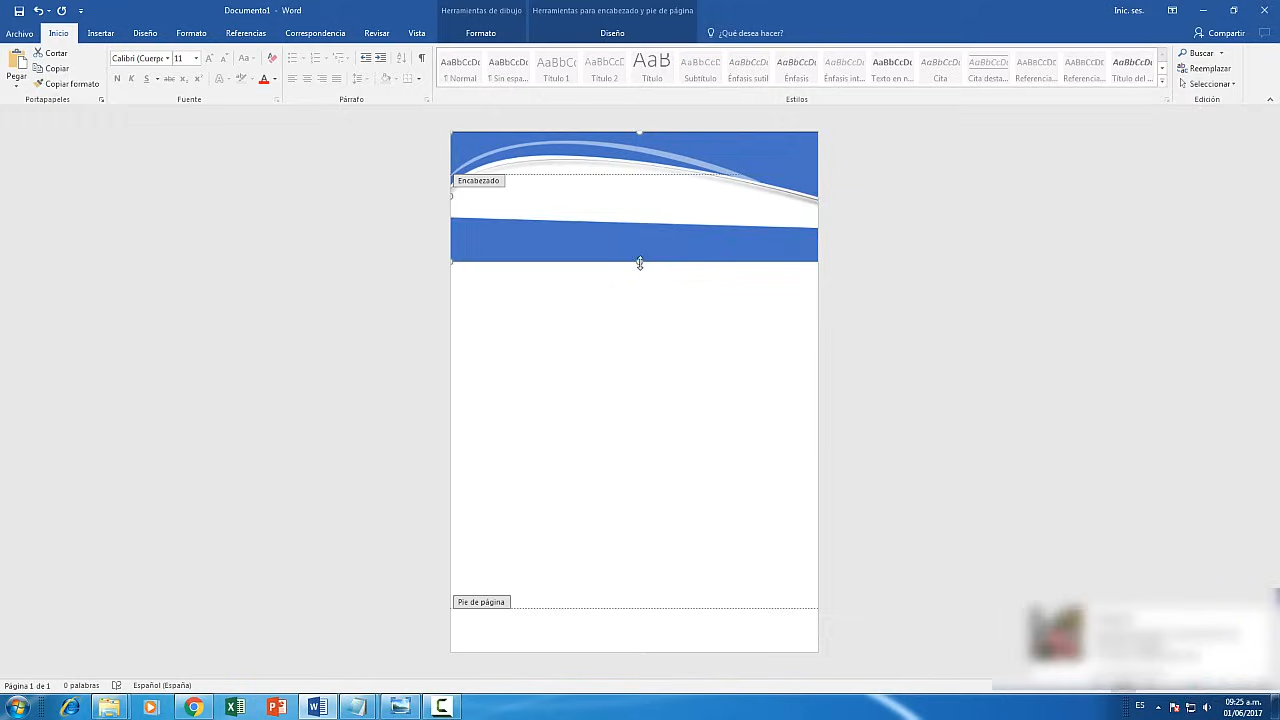 Documento1 - Word
Herramientas de dibujo
Herramientas para encabezado y pie de página
Inic. ses.
Archivo
Inicio
Insertar
Diseño
Formato
Referencias
Correspondencia
Revisar
Vista
Formato
Diseño
¿Qué desea hacer?
Compartir
Pegar
Cortar
Copiar
Copiar formato
Portapapeles
Calibri (Cuerpo
11
N K S abc x₂ x²
Fuente
Párrafo
AaBbCcDc AaBbCcDc AaBbCc AaBbCcC AaB AaBbCcD AaBbCcDc AaBbCcDc AaBbCcDc AaBbCcDc AaBbCcDc AaBbCcDc AaBbCcDc AaBbCcDc AaBbCcDc
¶ Normal ¶ Sin espa... Título 1 Título 2 Título Subtítulo Énfasis sutil Énfasis Énfasis int... Texto en n... Cita Cita desta... Referencia... Referencia... Título del ...
Estilos
Buscar
Reemplazar
Seleccionar
Edición
Encabezado
Pie de página
Página 1 de 1
0 palabras
Español (España)
ES
09:25 a.m.
01/06/2017